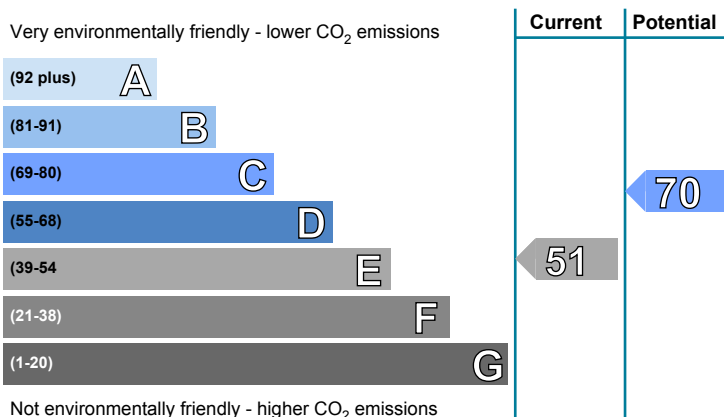 Current Potential
Very environmentally friendly - lower CO₂ emissions
(92 plus) A
(81-91) B
(69-80) C
70
(55-68) D
(39-54 E
51
(21-38) F
(1-20) G
Not environmentally friendly - higher CO₂ emissions